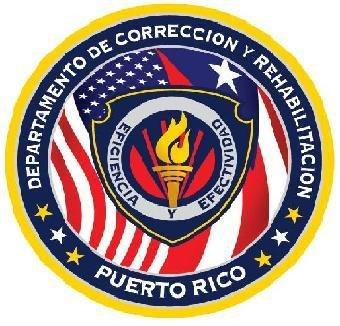 DEPARTAMENTO DE CORRECCION Y REHABILITACION
EFICIENCIA Y EFECTIVIDAD
PUERTO RICO